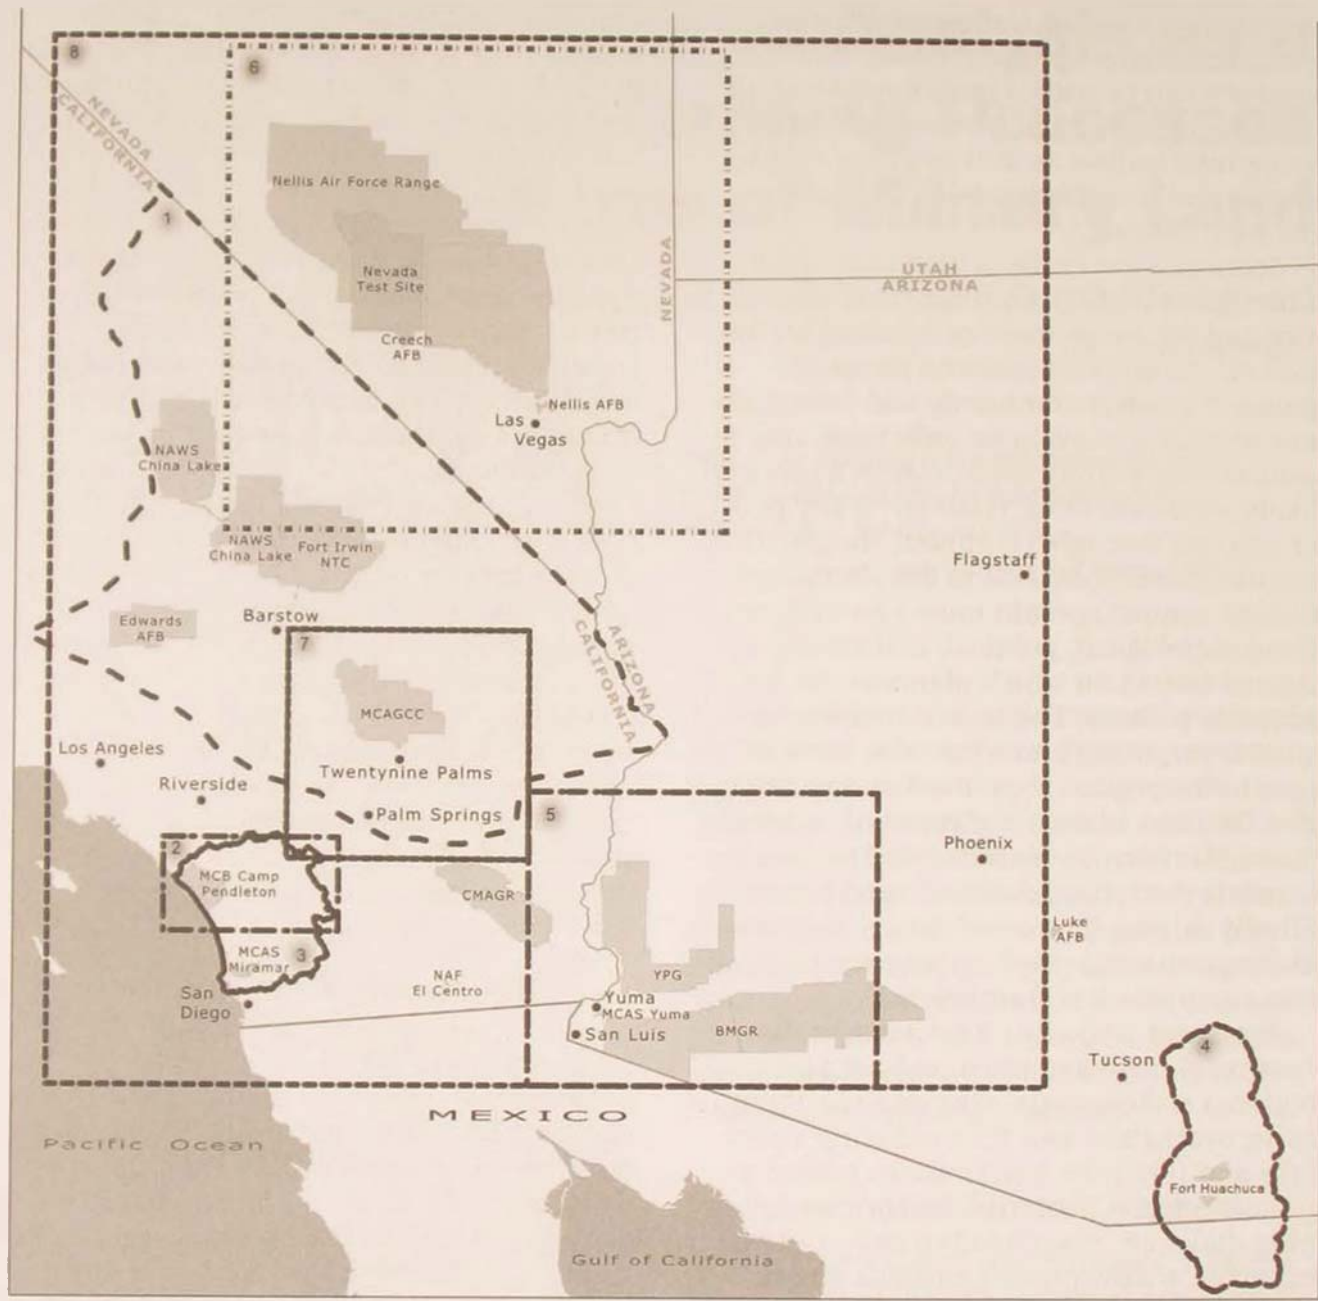 8
6
NEVADA
CALIFORNIA
1
Nellis Air Force Range
Nevada
Test Site
Creech
AFB
NEVADA
UTAH
ARIZONA
Nellis AFB
Las
Vegas
NAWS
China Lake
NAWS
China Lake
Fort Irwin
NTC
Flagstaff
Edwards
AFB
Barstow
7
ARIZONA
CALIFORNIA
MCAGCC
Los Angeles
Twentynine Palms
Riverside
Palm Springs
5
2
Phoenix
MCB Camp
Pendleton
CMAGR
Luke
AFB
MCAS
Miramar
3
NAF
El Centro
YPG
San
Diego
Yuma
MCAS Yuma
San Luis
BMGR
4
Tucson
MEXICO
Pacific Ocean
Fort Huachuca
Gulf of California